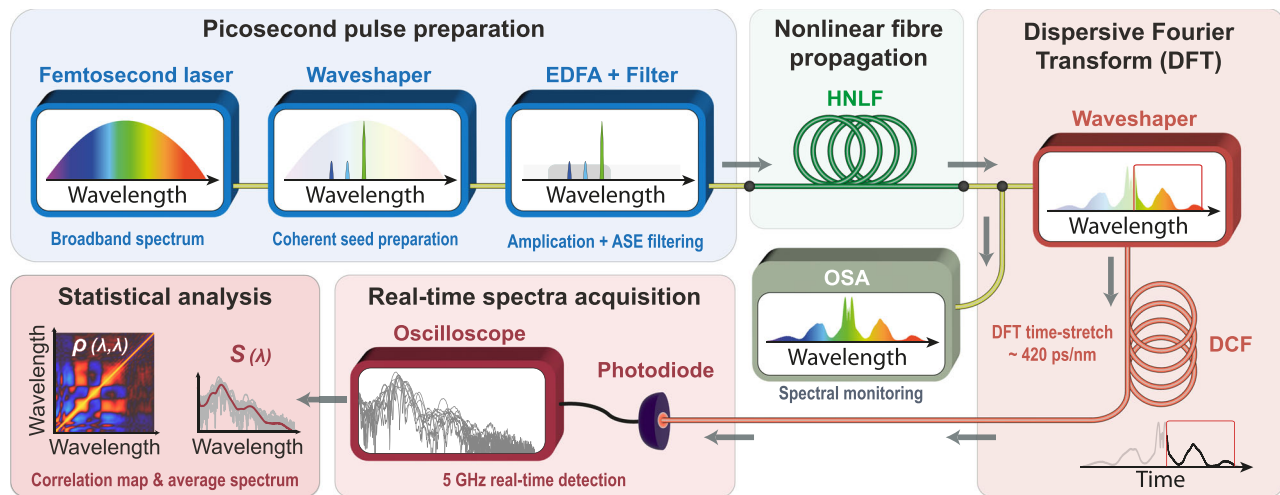 Picosecond pulse preparation
Femtosecond laser
Wavelength
Broadband spectrum
Waveshaper
Wavelength
Coherent seed preparation
EDFA + Filter
Wavelength
Amplication + ASE filtering
Nonlinear fibre
propagation
HNLF
Dispersive Fourier
Transform (DFT)
Waveshaper
Wavelength
OSA
Wavelength
Spectral monitoring
DFT time-stretch
~ 420 ps/nm
DCF
Time
Statistical analysis
Wavelength
ρ (λ,λ)
Wavelength
S (λ)
Wavelength
Correlation map & average spectrum
Real-time spectra acquisition
Oscilloscope
Photodiode
5 GHz real-time detection